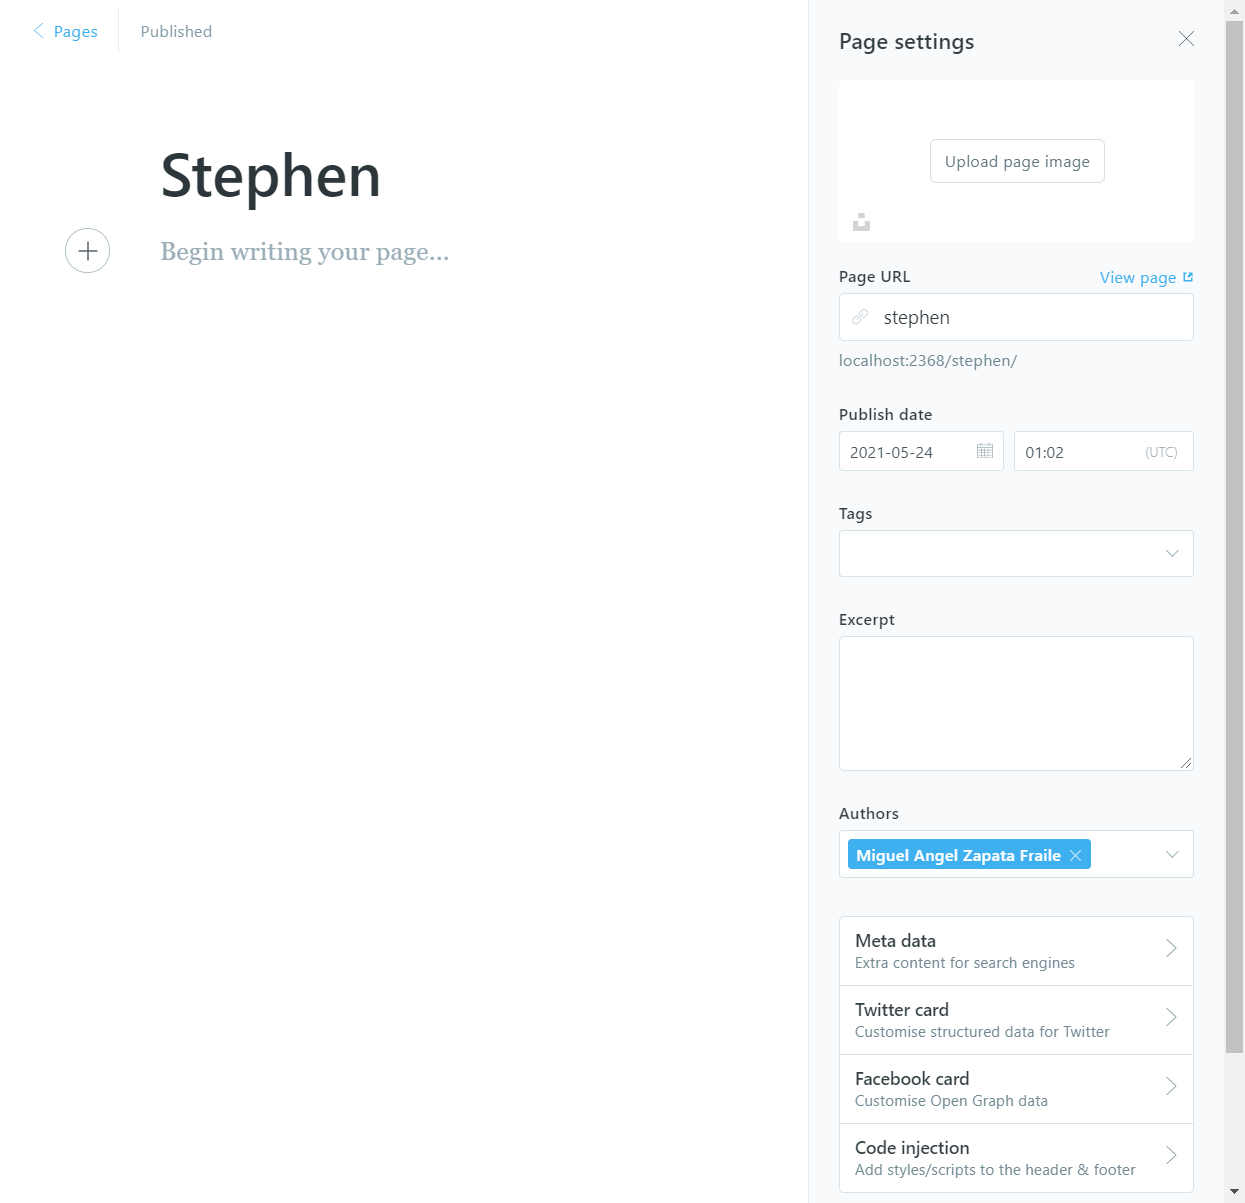 Pages
Published
Stephen
Begin writing your page...
Page settings
Upload page image
Page URL
View page
stephen
localhost:2368/stephen/
Publish date
2021-05-24
01:02
(UTC)
Tags
Excerpt
Authors
Miguel Angel Zapata Fraile
Meta data
Extra content for search engines
Twitter card
Customise structured data for Twitter
Facebook card
Customise Open Graph data
Code injection
Add styles/scripts to the header & footer